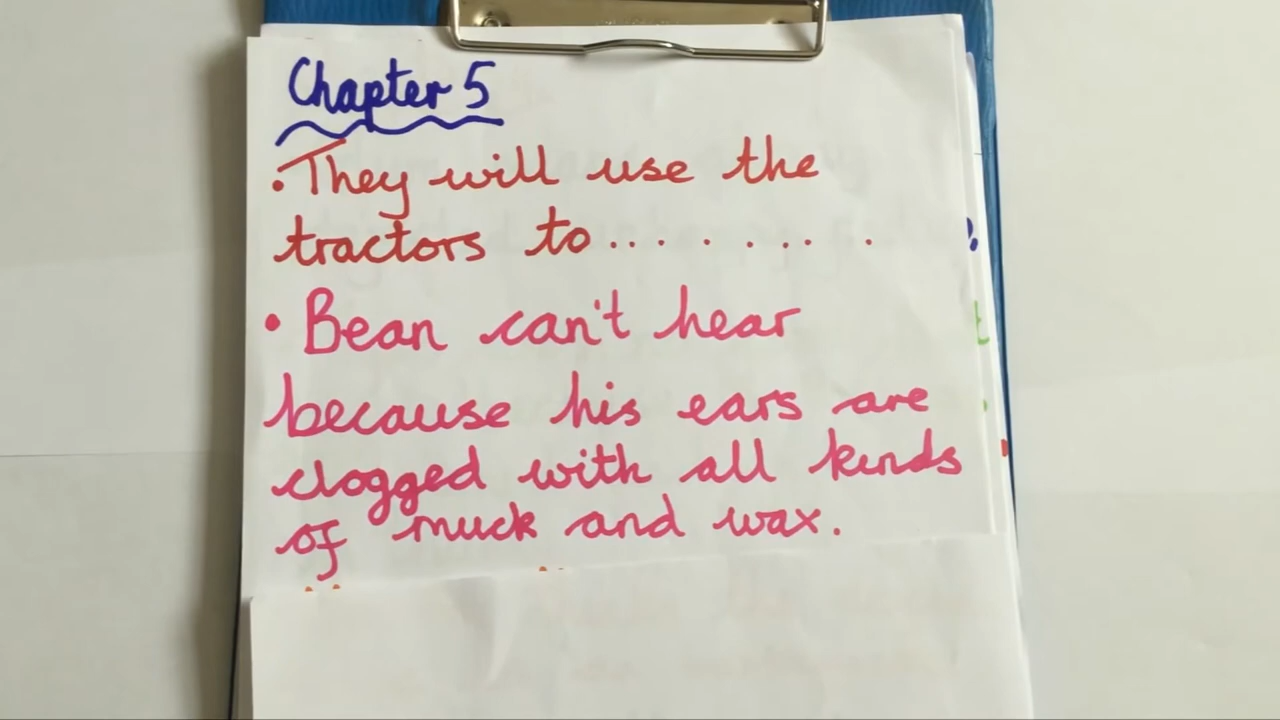 Chapter 5
• They will use the
tractors to........
• Bean can't hear
because his ears are
clogged with all kinds
of muck and wax.